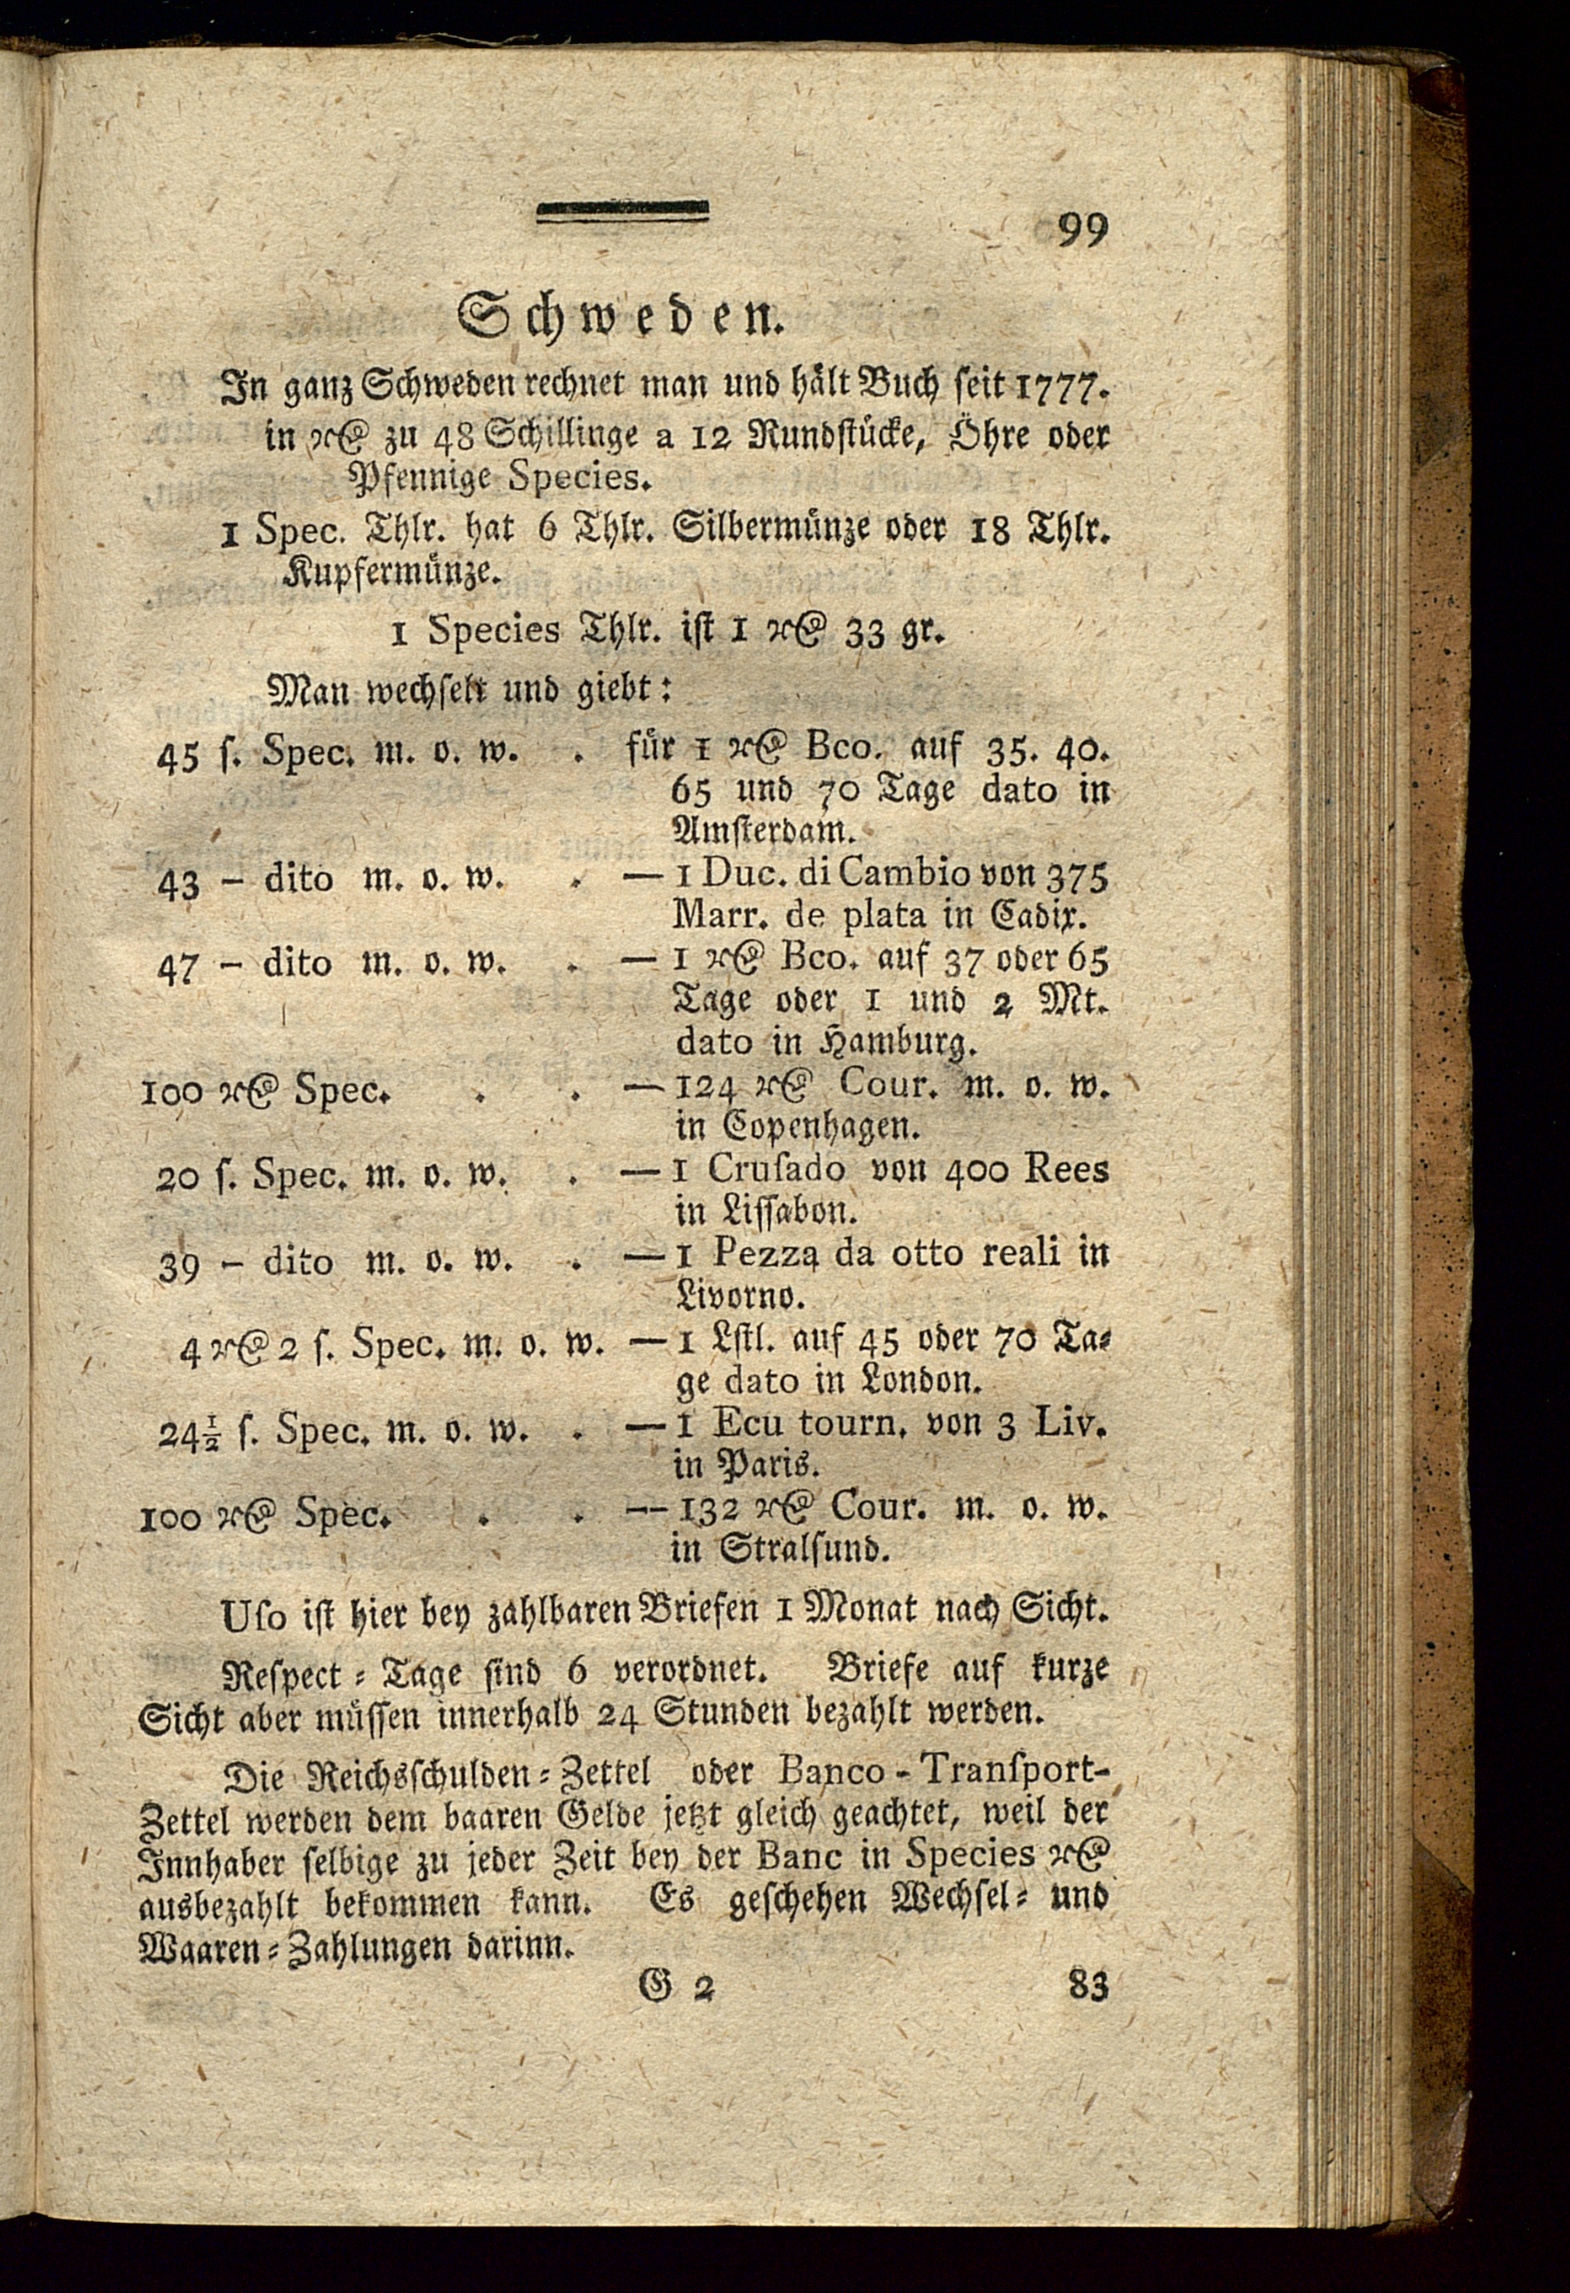 99
Schweden.
In ganz Schweden rechnet man und hält Buch seit 1777.
in ꝛ₰ zu 48 Schillinge a 12 Rundstücke, Öhre oder
Pfennige Species.
1 Spec. Thlr. hat 6 Thlr. Silbermünze oder 18 Thlr.
Kupfermünze.
1 Species Thlr. ist 1 ꝛ₰ 33 gr.
Man wechselt und giebt:
45 ſ. Spec. m. o. w. . für 1 ꝛ₰ Bco. auf 35. 40.
65 und 70 Tage dato in
Amsterdam.
43 - dito m. o. w. . — 1 Duc. di Cambio von 375
Marr. de plata in Cadix.
47 - dito m. o. w. . — 1 ꝛ₰ Bco. auf 37 oder 65
Tage oder 1 und 2 Mt.
dato in Hamburg.
100 ꝛ₰ Spec. . . — 124 ꝛ₰ Cour. m. o. w.
in Copenhagen.
20 ſ. Spec. m. o. w. . — 1 Cruſado von 400 Rees
in Lissabon.
39 - dito m. o. w. . — 1 Pezza da otto reali in
Livorno.
4 ꝛ₰ 2 ſ. Spec. m. o. w. — 1 Lstl. auf 45 oder 70 Ta-
ge dato in London.
24½ ſ. Spec. m. o. w. . — 1 Ecu tourn. von 3 Liv.
in Paris.
100 ꝛ₰ Spec. . . — 132 ꝛ₰ Cour. m. o. w.
in Stralsund.
Uſo ist hier bey zahlbaren Briefen 1 Monat nach Sicht.
Respect-Tage sind 6 verordnet. Briefe auf kurze
Sicht aber müssen innerhalb 24 Stunden bezahlt werden.
Die Reichsschulden-Zettel oder Banco-Tranſport-
Zettel werden dem baaren Gelde jetzt gleich geachtet, weil der
Innhaber selbige zu jeder Zeit bey der Banc in Species ꝛ₰
ausbezahlt bekommen kann. Es geschehen Wechsel- und
Waaren-Zahlungen darinn.
G 2 83